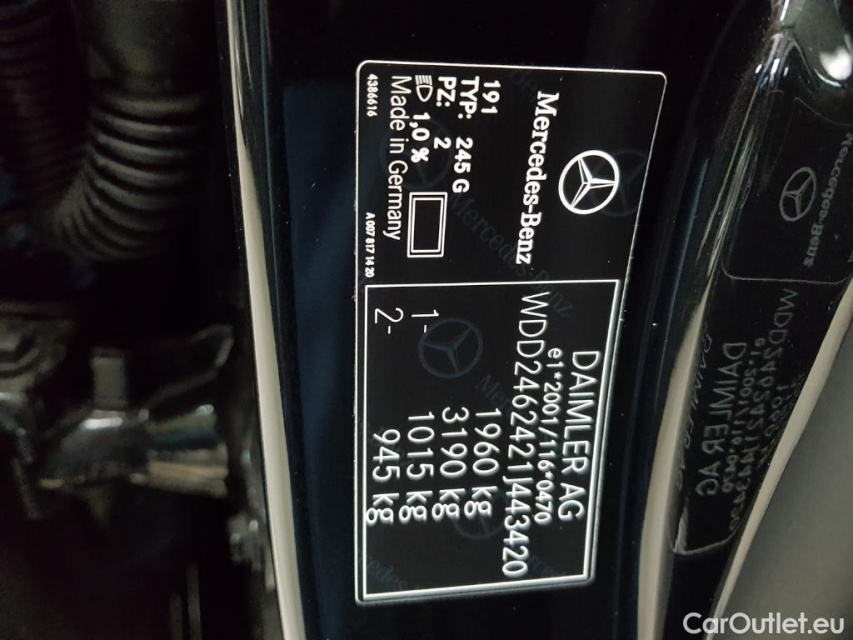 Mercedes-Benz
191
TYP: 245 G
PZ: 2
1,0 %
Made in Germany
4386616
A 007 817 14 20
DAIMLER AG
e1*2001/116*0470
WDD2462421J443420
1960 kg
3190 kg
1- 1015 kg
2- 945 kg
CarOutlet.eu